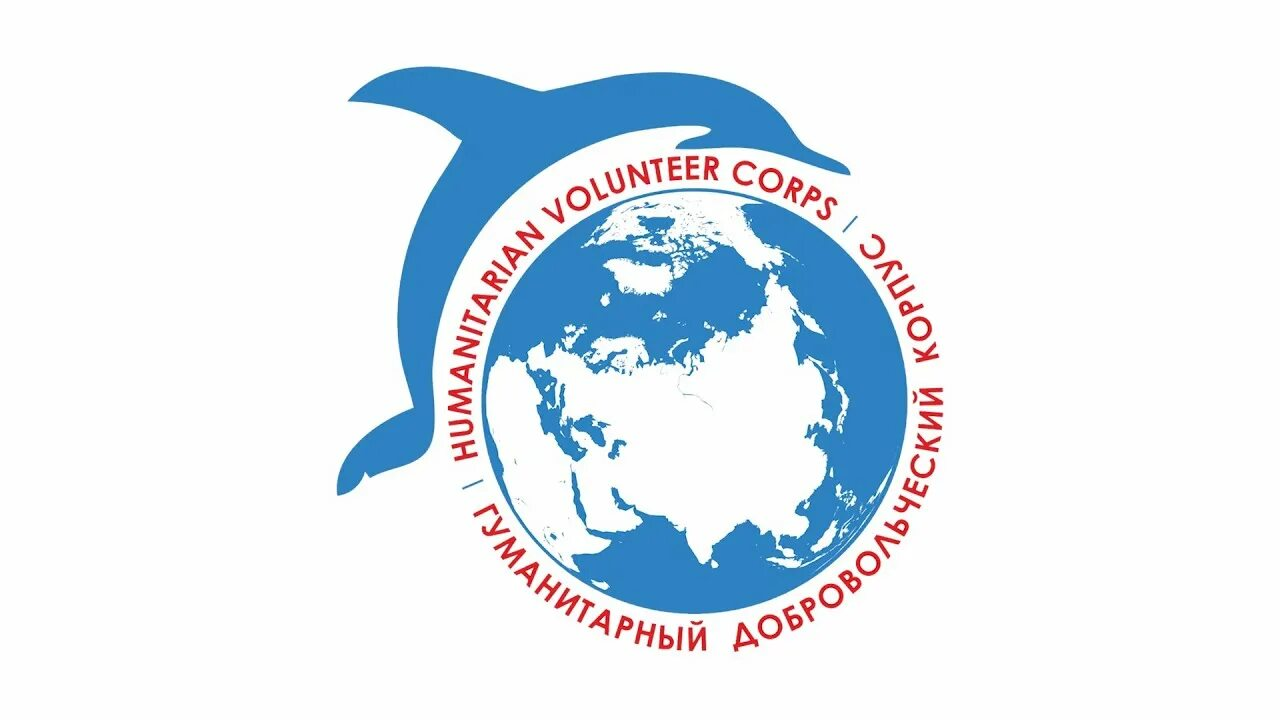 HUMANITARIAN VOLUNTEER CORPS
ГУМАНИТАРНЫЙ ДОБРОВОЛЬЧЕСКИЙ КОРПУС